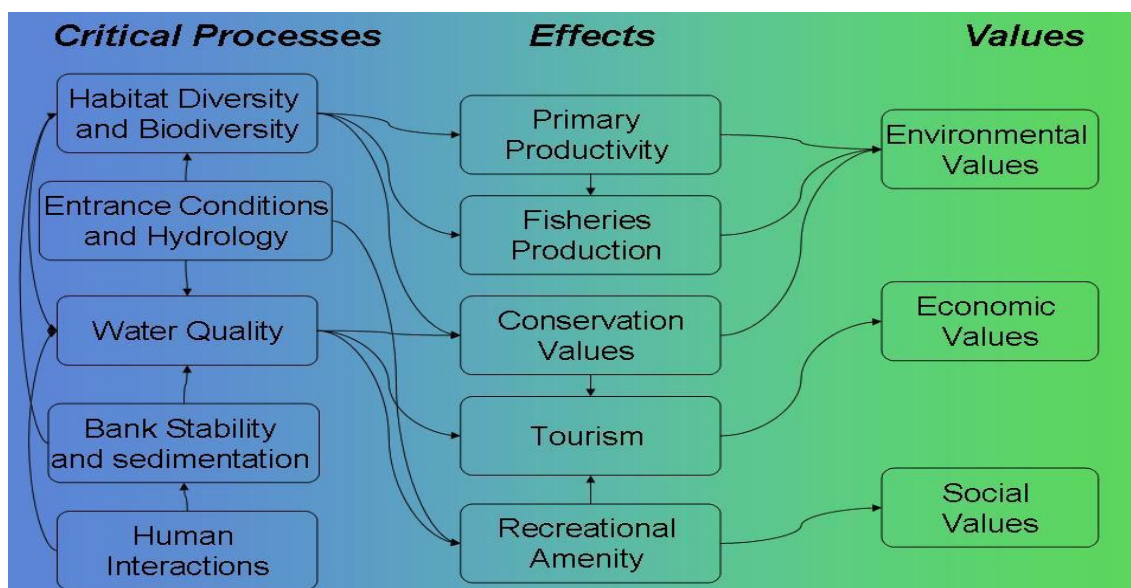 Critical Processes
Effects
Values
Habitat Diversity
and Biodiversity
Entrance Conditions
and Hydrology
Water Quality
Bank Stability
and sedimentation
Human
Interactions
Primary
Productivity
Fisheries
Production
Conservation
Values
Tourism
Recreational
Amenity
Environmental
Values
Economic
Values
Social
Values